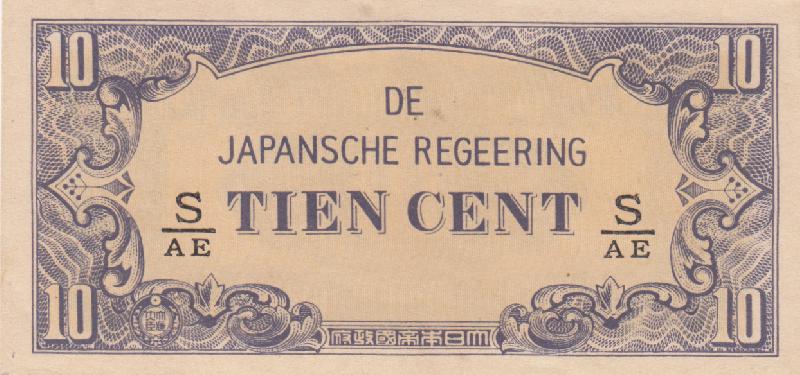 10 10
DE
JAPANSCHE REGEERING
S TIEN CENT S
AE AE
10 10
府政國帝本日大